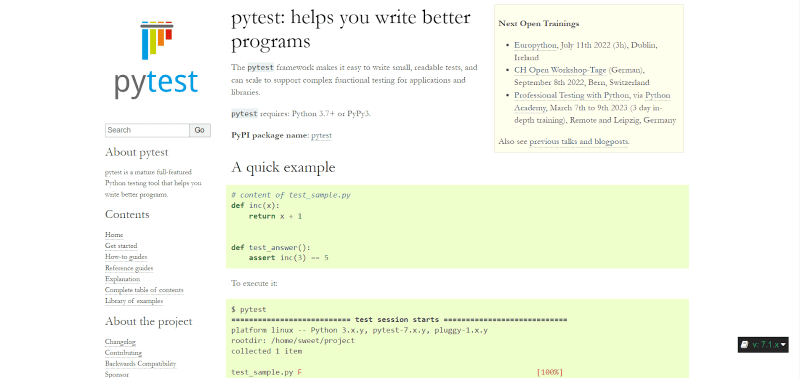 pytest
Search Go
About pytest
pytest is a mature full-featured
Python testing tool that helps you
write better programs.
Contents
Home
Get started
How-to guides
Reference guides
Explanation
Complete table of contents
Library of examples
About the project
Changelog
Contributing
Backwards Compatibility
Sponsor
pytest: helps you write better
programs
The pytest framework makes it easy to write small, readable tests, and
can scale to support complex functional testing for applications and
libraries.
pytest requires: Python 3.7+ or PyPy3.
PyPI package name: pytest
A quick example
# content of test_sample.py
def inc(x):
    return x + 1
def test_answer():
    assert inc(3) == 5
To execute it:
$ pytest
=========================== test session starts ============================
platform linux -- Python 3.x.y, pytest-7.x.y, pluggy-1.x.y
rootdir: /home/sweet/project
collected 1 item
test_sample.py F [100%]
Next Open Trainings
• Europython, July 11th 2022 (3h), Dublin,
Ireland
• CH Open Workshop-Tage (German),
September 8th 2022, Bern, Switzerland
• Professional Testing with Python, via Python
Academy, March 7th to 9th 2023 (3 day in-
depth training), Remote and Leipzig, Germany
Also see previous talks and blogposts.
v: 7.1.x